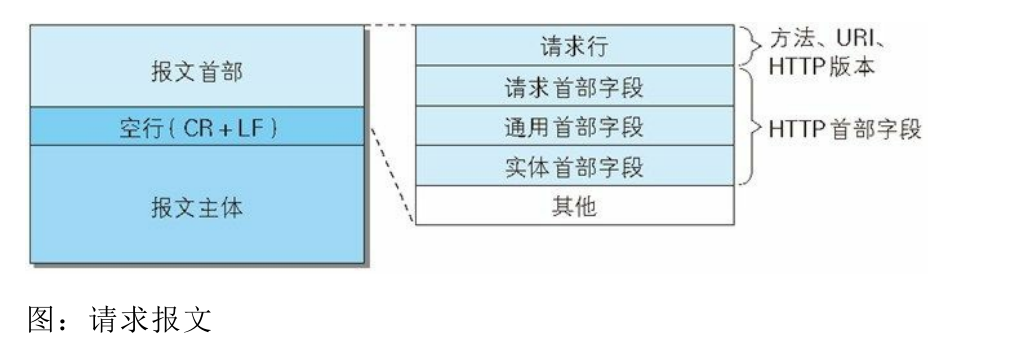 报文首部
空行(CR+LF)
报文主体
请求行
请求首部字段
通用首部字段
实体首部字段
其他
方法、URI、
HTTP版本
HTTP首部字段
图：请求报文